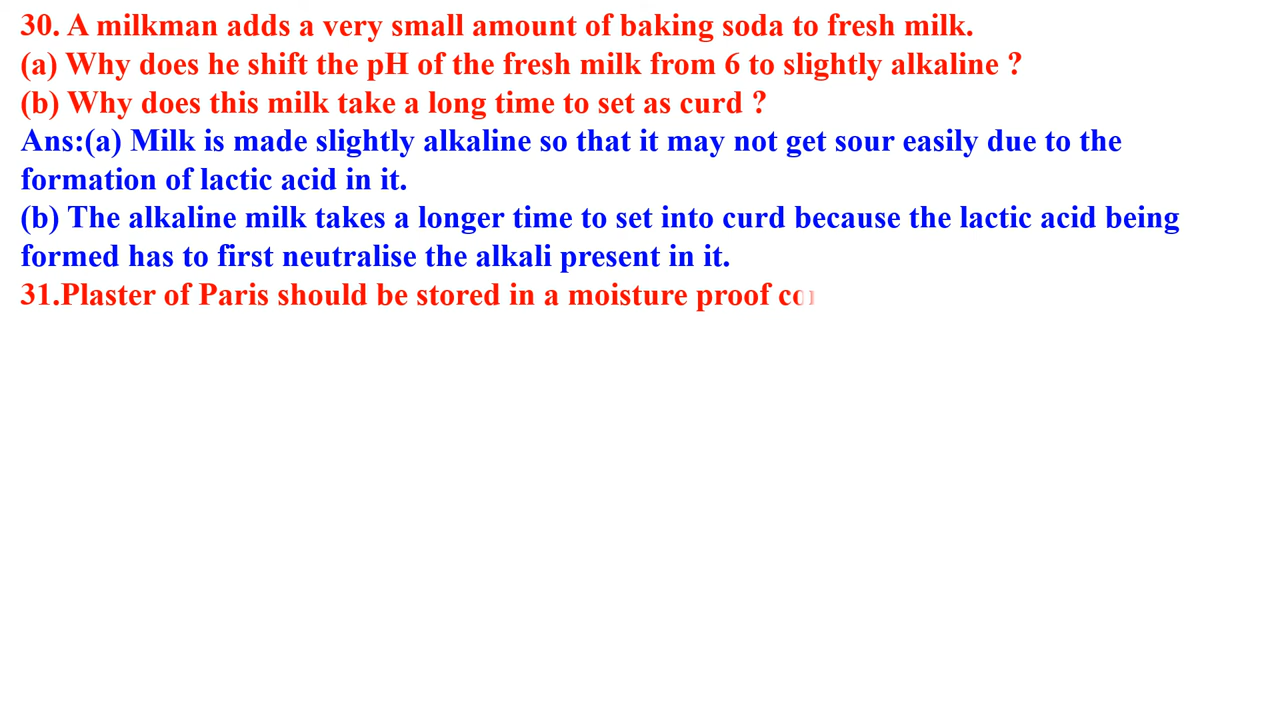 30. A milkman adds a very small amount of baking soda to fresh milk.
(a) Why does he shift the pH of the fresh milk from 6 to slightly alkaline ?
(b) Why does this milk take a long time to set as curd ?
Ans:(a) Milk is made slightly alkaline so that it may not get sour easily due to the
formation of lactic acid in it.
(b) The alkaline milk takes a longer time to set into curd because the lactic acid being
formed has to first neutralise the alkali present in it.
31.Plaster of Paris should be stored in a moisture proof